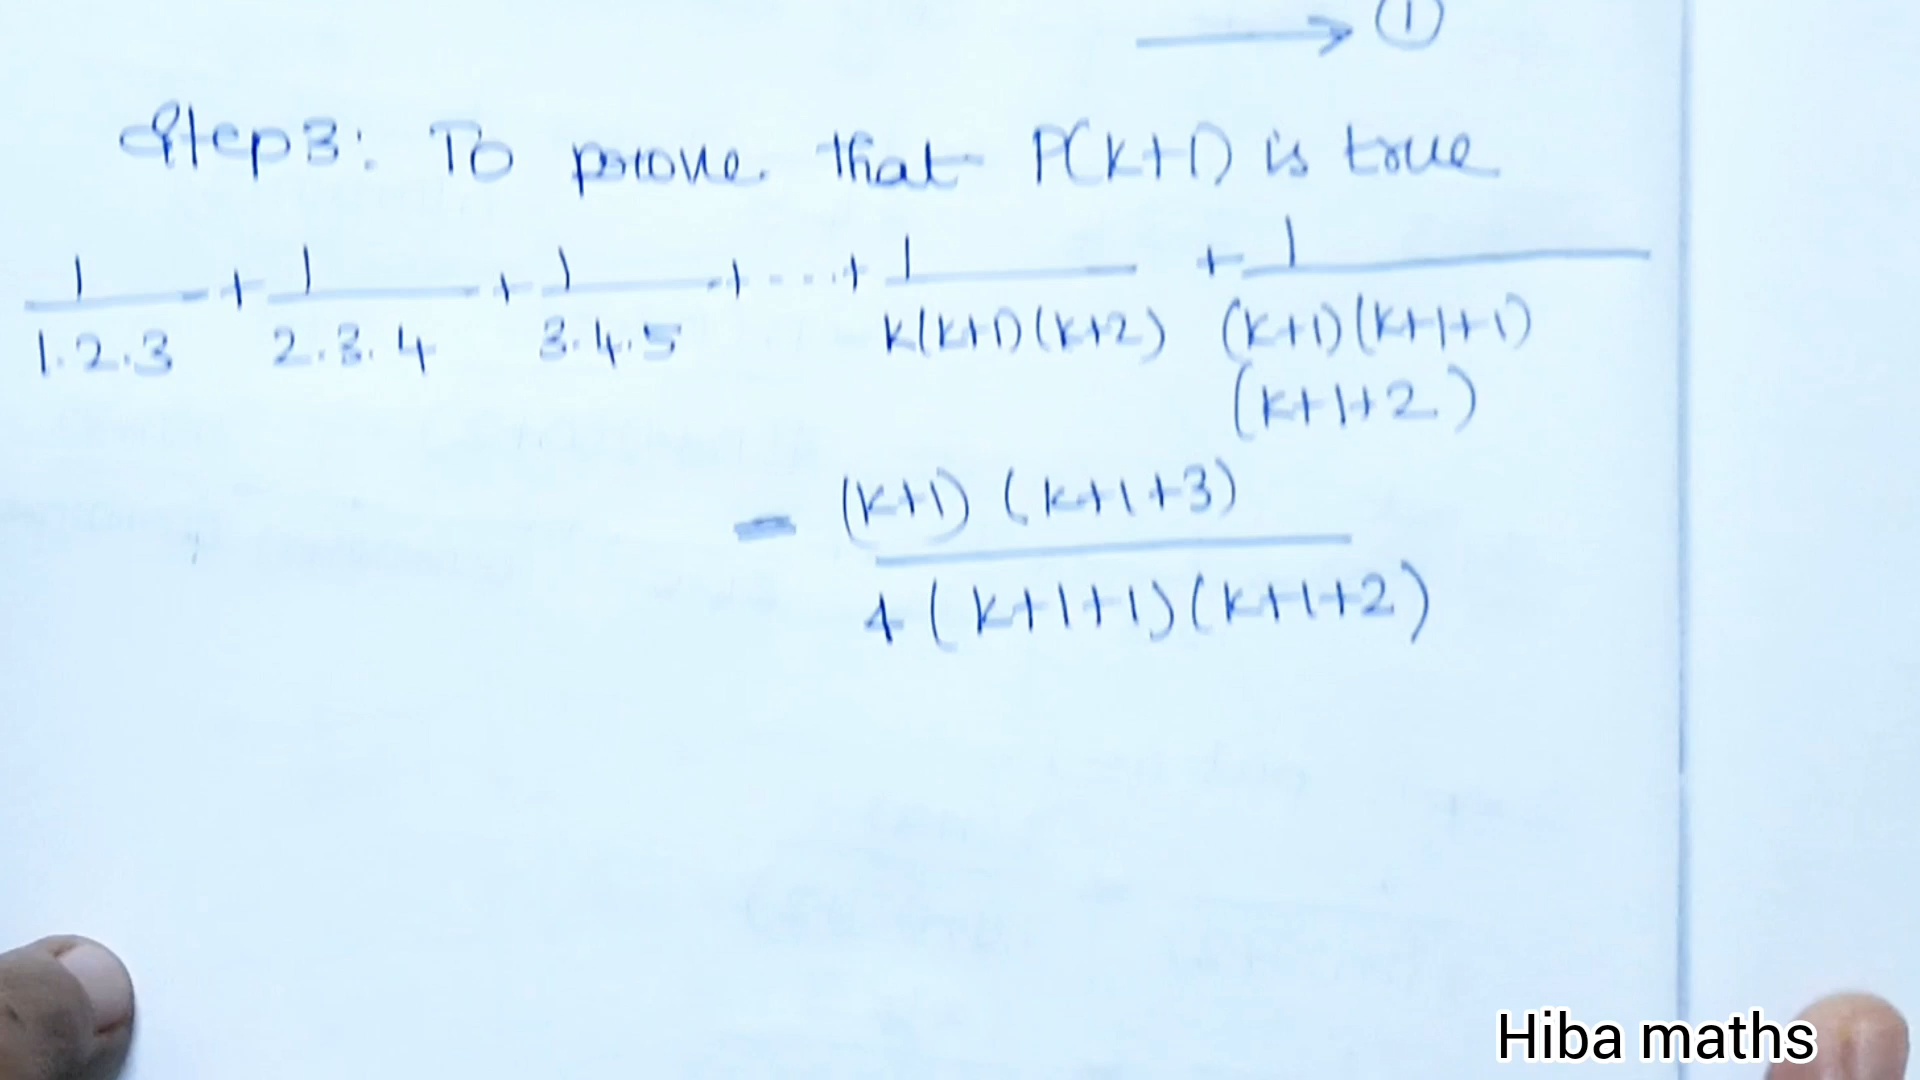 → ①
Step3: To prove that P(k+1) is true
1/1.2.3 + 1/2.3.4 + 1/3.4.5 + ... + 1/k(k+1)(k+2) + 1/(k+1)(k+1+1)
(k+1+2)
= (k+1) (k+1+3)
4(k+1+1)(k+1+2)
Hiba maths